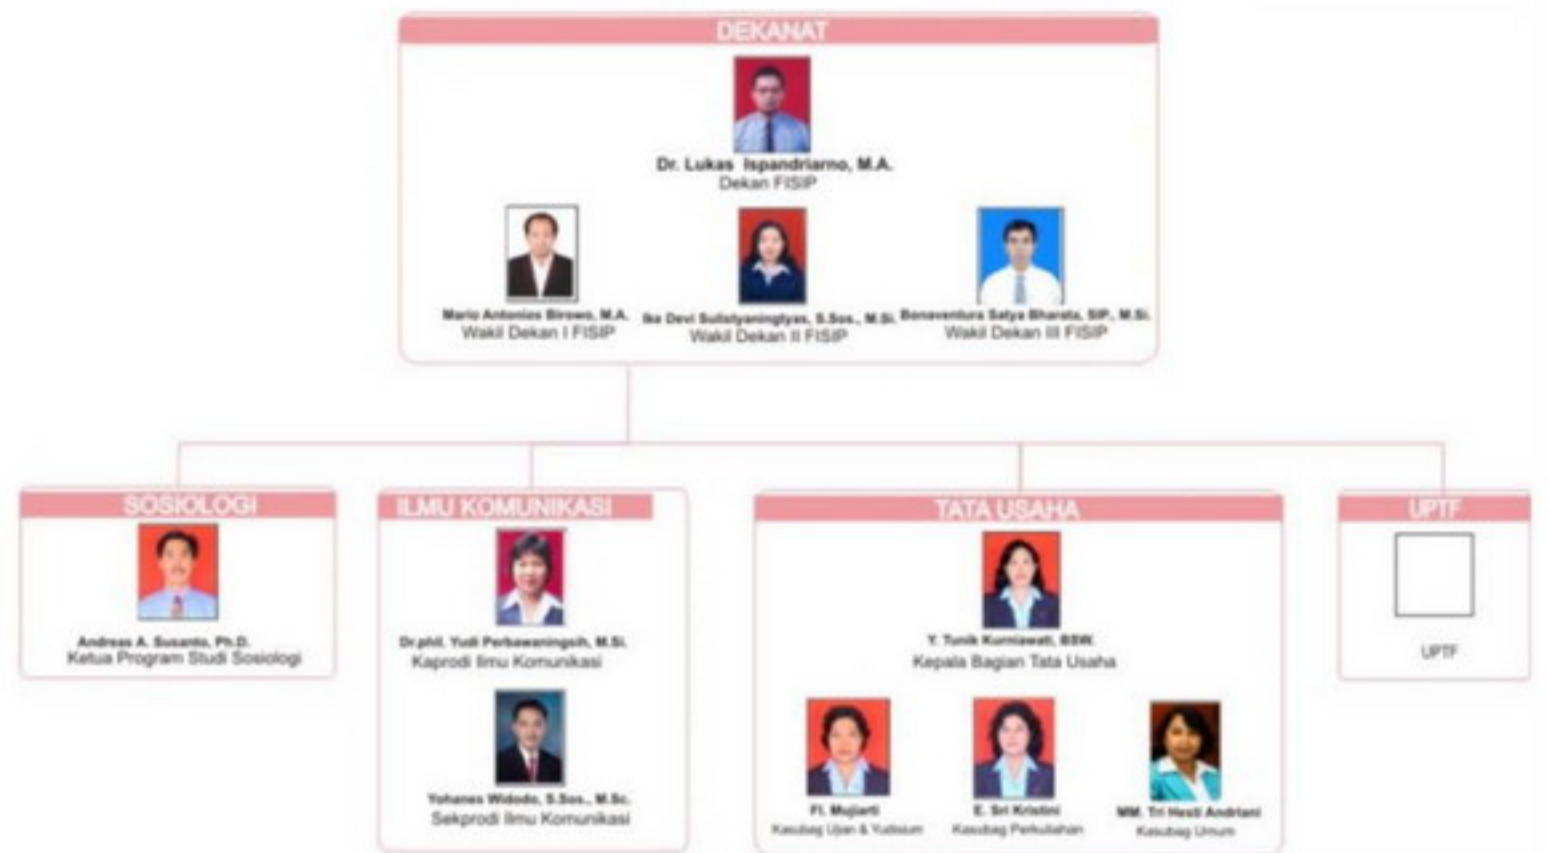 DEKANAT
Dr. Lukas Ispandriarno, M.A.
Dekan FISIP
Mario Antonios Birowo, M.A.
Wakil Dekan I FISIP
Ike Devi Sulistyaningtyas, S.Sos., M.Si.
Wakil Dekan II FISIP
Bonaventura Satya Bharata, SIP., M.Si.
Wakil Dekan III FISIP
SOSIOLOGI
Andreas A. Susanto, Ph.D.
Ketua Program Studi Sosiologi
ILMU KOMUNIKASI
Dr.phil. Yudi Perbawaningsih, M.Si.
Kaprodi Ilmu Komunikasi
Yohanes Widodo, S.Sos., M.Sc.
Sekprodi Ilmu Komunikasi
TATA USAHA
Y. Tunik Kurniawati, BSW.
Kepala Bagian Tata Usaha
Fl. Mujiarti
Kasubag Ujian & Yudisium
E. Sri Kristini
Kasubag Perkuliahan
MM. Tri Hesti Andriani
Kasubag Umum
UPTF
UPTF